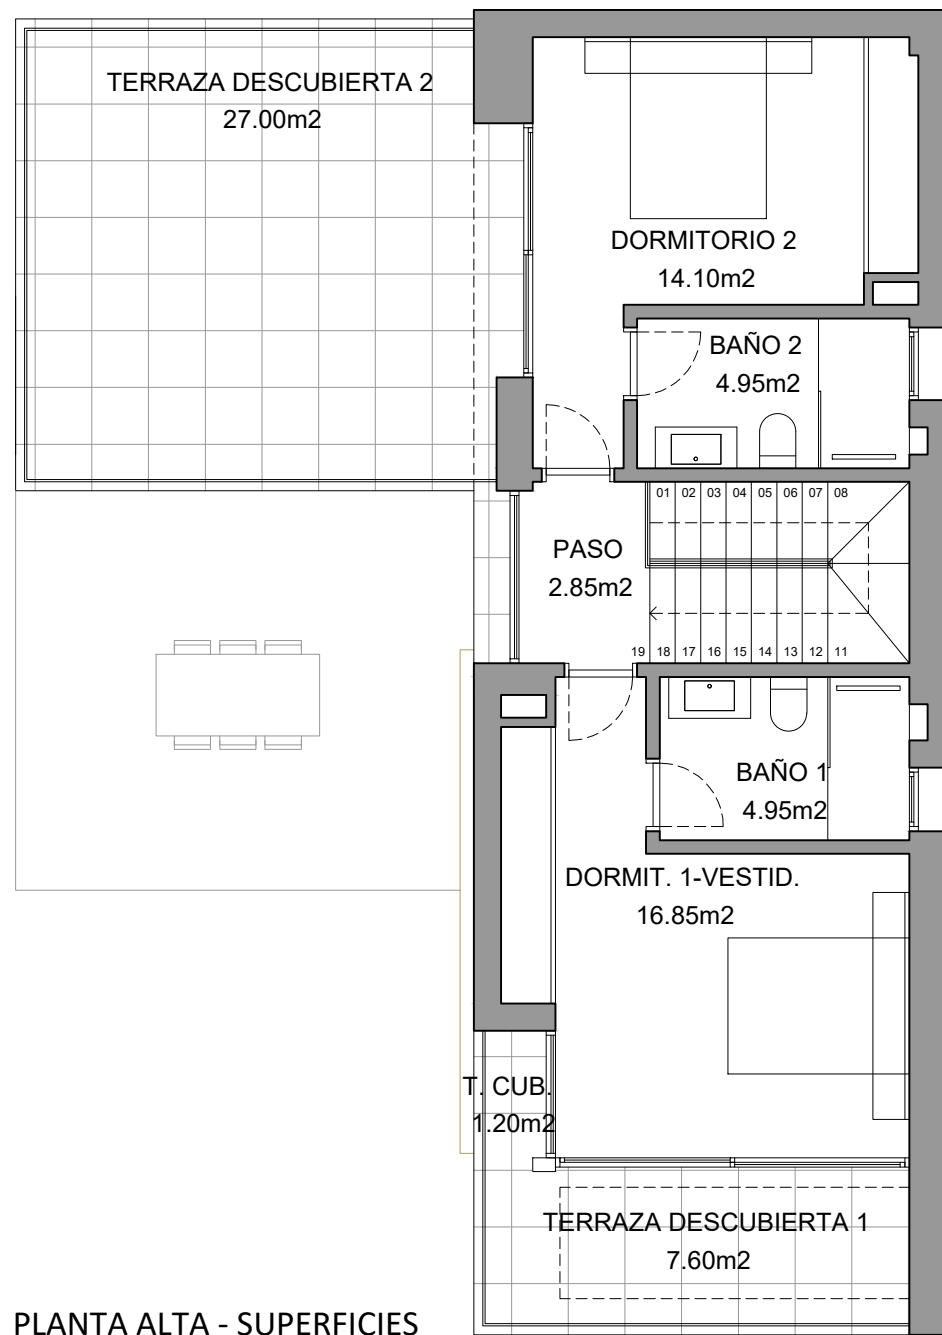 TERRAZA DESCUBIERTA 2
27.00m2
DORMITORIO 2
14.10m2
BAÑO 2
4.95m2
01 02 03 04 05 06 07 08
PASO
2.85m2
19 18 17 16 15 14 13 12 11
BAÑO 1
4.95m2
DORMIT. 1-VESTID.
16.85m2
T. CUB.
1.20m2
TERRAZA DESCUBIERTA 1
7.60m2
PLANTA ALTA - SUPERFICIES